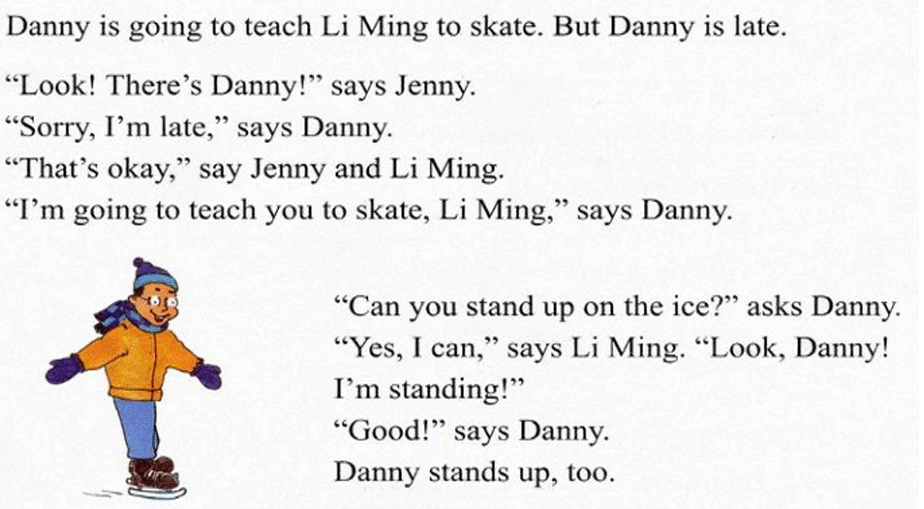 Danny is going to teach Li Ming to skate. But Danny is late.
“Look! There’s Danny!” says Jenny.
“Sorry, I’m late,” says Danny.
“That’s okay,” say Jenny and Li Ming.
“I’m going to teach you to skate, Li Ming,” says Danny.
“Can you stand up on the ice?” asks Danny.
“Yes, I can,” says Li Ming. “Look, Danny!
I’m standing!”
“Good!” says Danny.
Danny stands up, too.